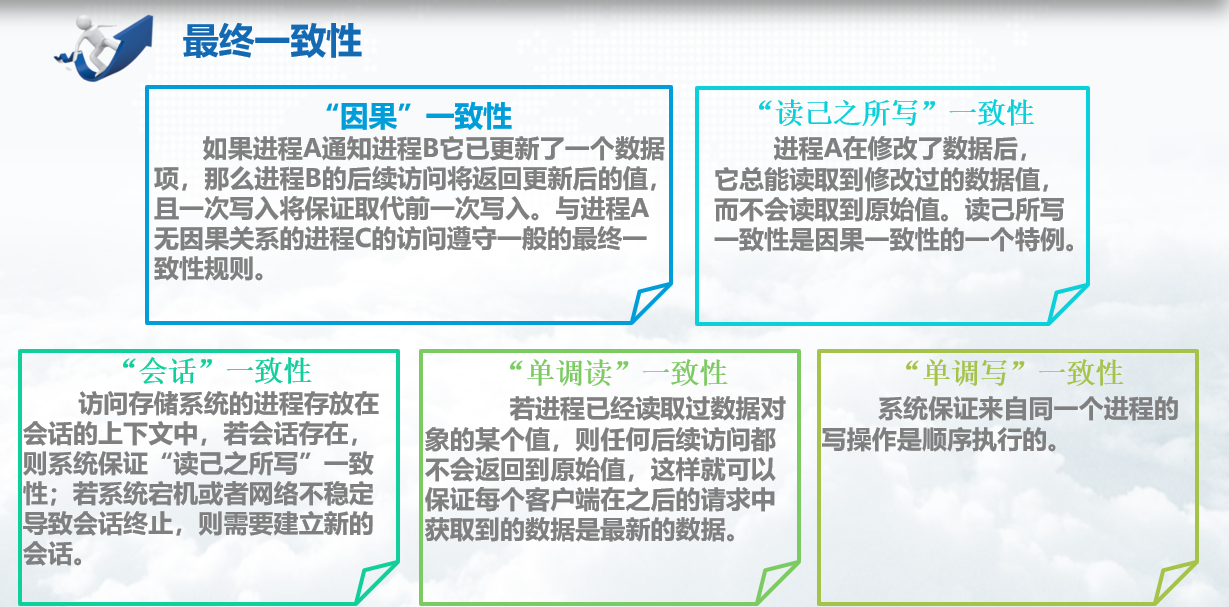 最终一致性
“因果”一致性
如果进程A通知进程B它已更新了一个数据
项，那么进程B的后续访问将返回更新后的值，
且一次写入将保证取代前一次写入。与进程A
无因果关系的进程C的访问遵守一般的最终一
致性规则。
“读己之所写”一致性
进程A在修改了数据后，
它总能读取到修改过的数据值，
而不会读取到原始值。读己所写
一致性是因果一致性的一个特例。
“会话”一致性
访问存储系统的进程存放在
会话的上下文中，若会话存在，
则系统保证“读己之所写”一致
性；若系统宕机或者网络不稳定
导致会话终止，则需要建立新的
会话。
“单调读”一致性
若进程已经读取过数据对
象的某个值，则任何后续访问都
不会返回到原始值，这样就可以
保证每个客户端在之后的请求中
获取到的数据是最新的数据。
“单调写”一致性
系统保证来自同一个进程的
写操作是顺序执行的。